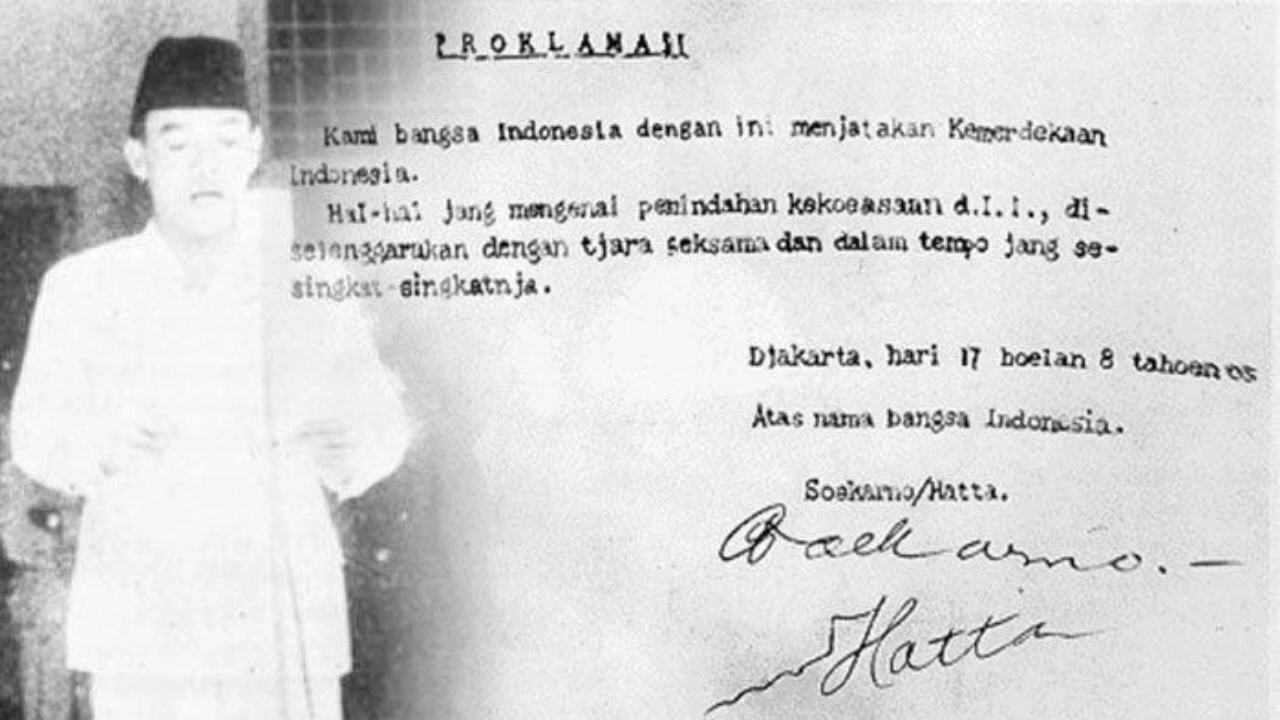 PROKLAMASI
Kami bangsa Indonesia dengan ini menjatakan Kemerdekaan
Indonesia.
Hal-hal jang mengenai pemindahan kekoeasaan d.l.l., di-
selenggarakan dengan tjara seksama dan dalam tempo jang se-
singkat-singkatnja.
Djakarta, hari 17 boelan 8 tahoen 05
Atas nama bangsa Indonesia.
Soekarno/Hatta.
Soekarno.-
Hatta